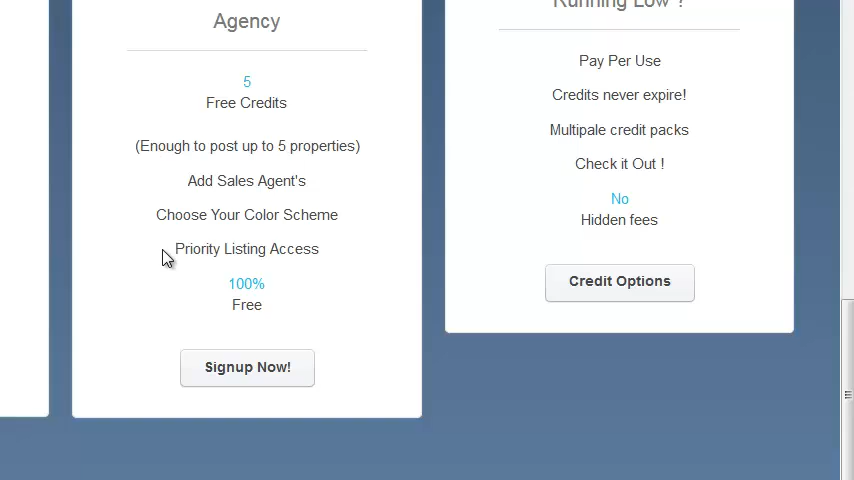 Agency
5
Free Credits
(Enough to post up to 5 properties)
Add Sales Agent's
Choose Your Color Scheme
Priority Listing Access
100%
Free
Signup Now!
Running Low ?
Pay Per Use
Credits never expire!
Multipale credit packs
Check it Out !
No
Hidden fees
Credit Options